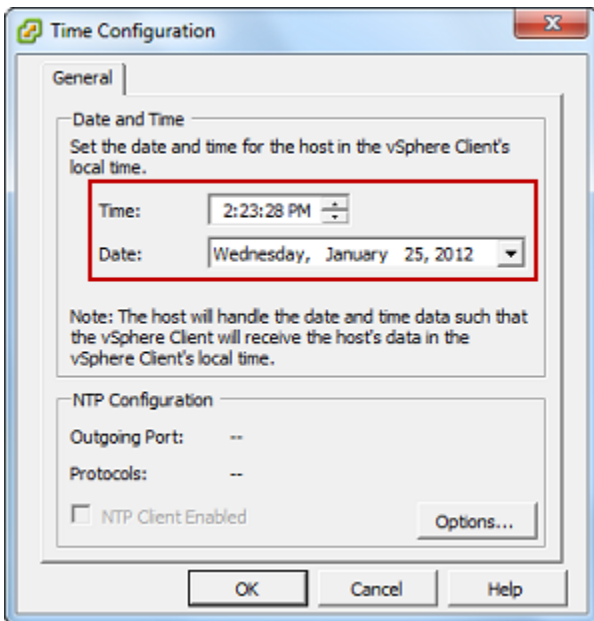 Time Configuration
General
Date and Time
Set the date and time for the host in the vSphere Client's
local time.
Time: 2:23:28 PM
Date: Wednesday, January 25, 2012
Note: The host will handle the date and time data such that
the vSphere Client will receive the host's data in the
vSphere Client's local time.
NTP Configuration
Outgoing Port: --
Protocols: --
NTP Client Enabled
Options...
OK Cancel Help